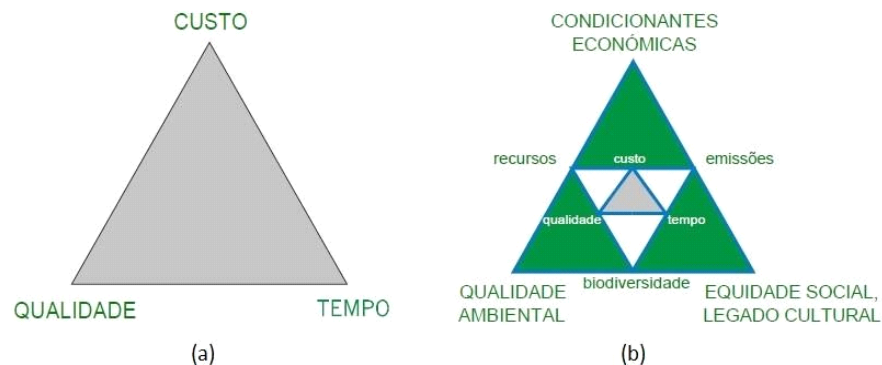 CUSTO
QUALIDADE
TEMPO
(a)
CONDICIONANTES
ECONÓMICAS
recursos
custo
emissões
qualidade
tempo
biodiversidade
QUALIDADE
AMBIENTAL
EQUIDADE SOCIAL,
LEGADO CULTURAL
(b)